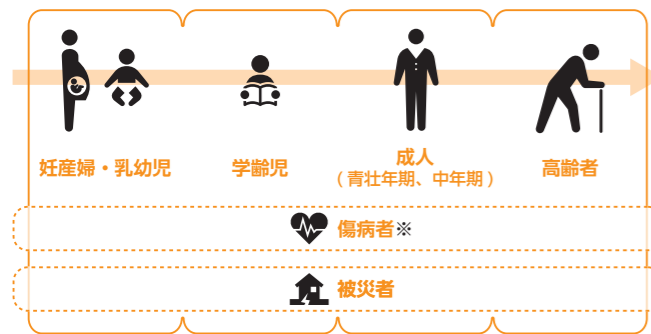 妊産婦・乳幼児
学齢児
成人
(青壮年期、中年期)
高齢者
傷病者※
被災者